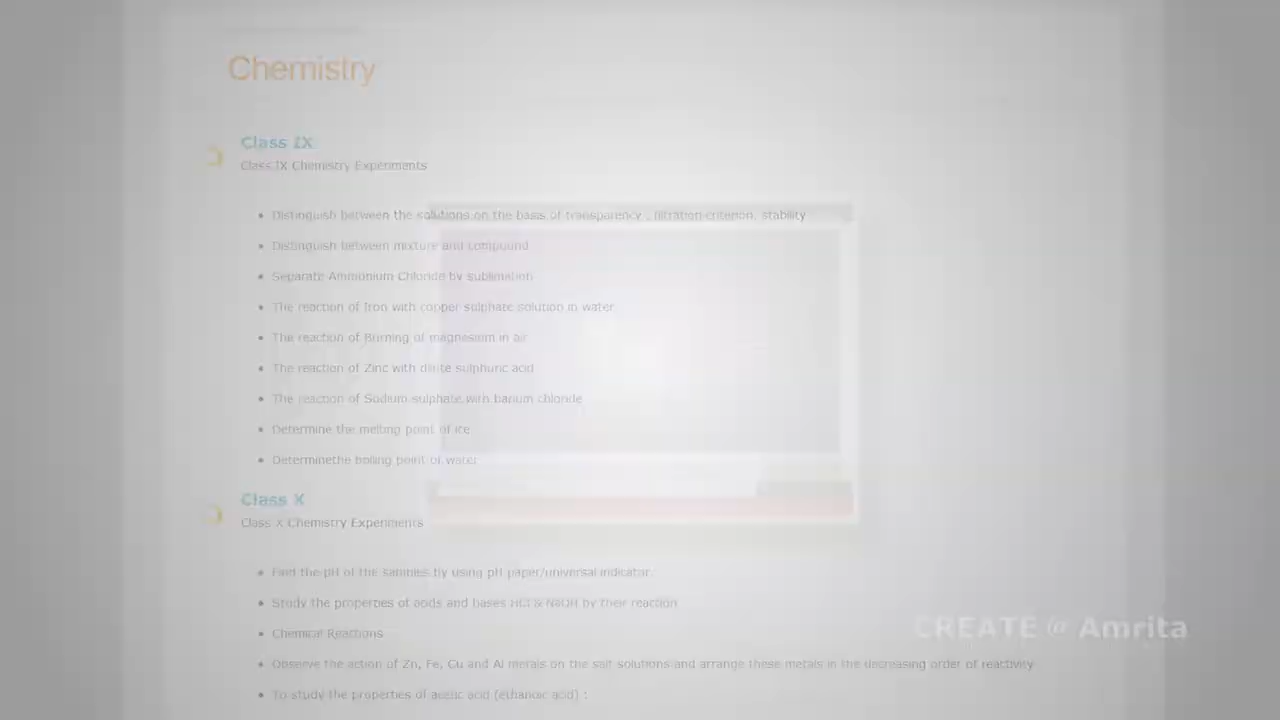 Chemistry
Class IX
Class IX Chemistry Experiments
Distinguish between the solutions on the basis of transparency , filtration criterion, stability
Distinguish between mixture and compound
Separate Ammonium Chloride by sublimation
The reaction of Iron with copper sulphate solution in water
The reaction of Burning of magnesium in air
The reaction of Zinc with dilute sulphuric acid
The reaction of Sodium sulphate with barium chloride
Determine the melting point of ice
Determinethe boiling point of water
Class X
Class X Chemistry Experiments
Find the pH of the samples by using pH paper/universal indicator.
Study the properties of acids and bases HCl & NaOH by their reaction
Chemical Reactions
Observe the action of Zn, Fe, Cu and Al metals on the salt solutions and arrange these metals in the decreasing order of reactivity
To study the properties of acetic acid (ethanoic acid) :
CREATE @ Amrita